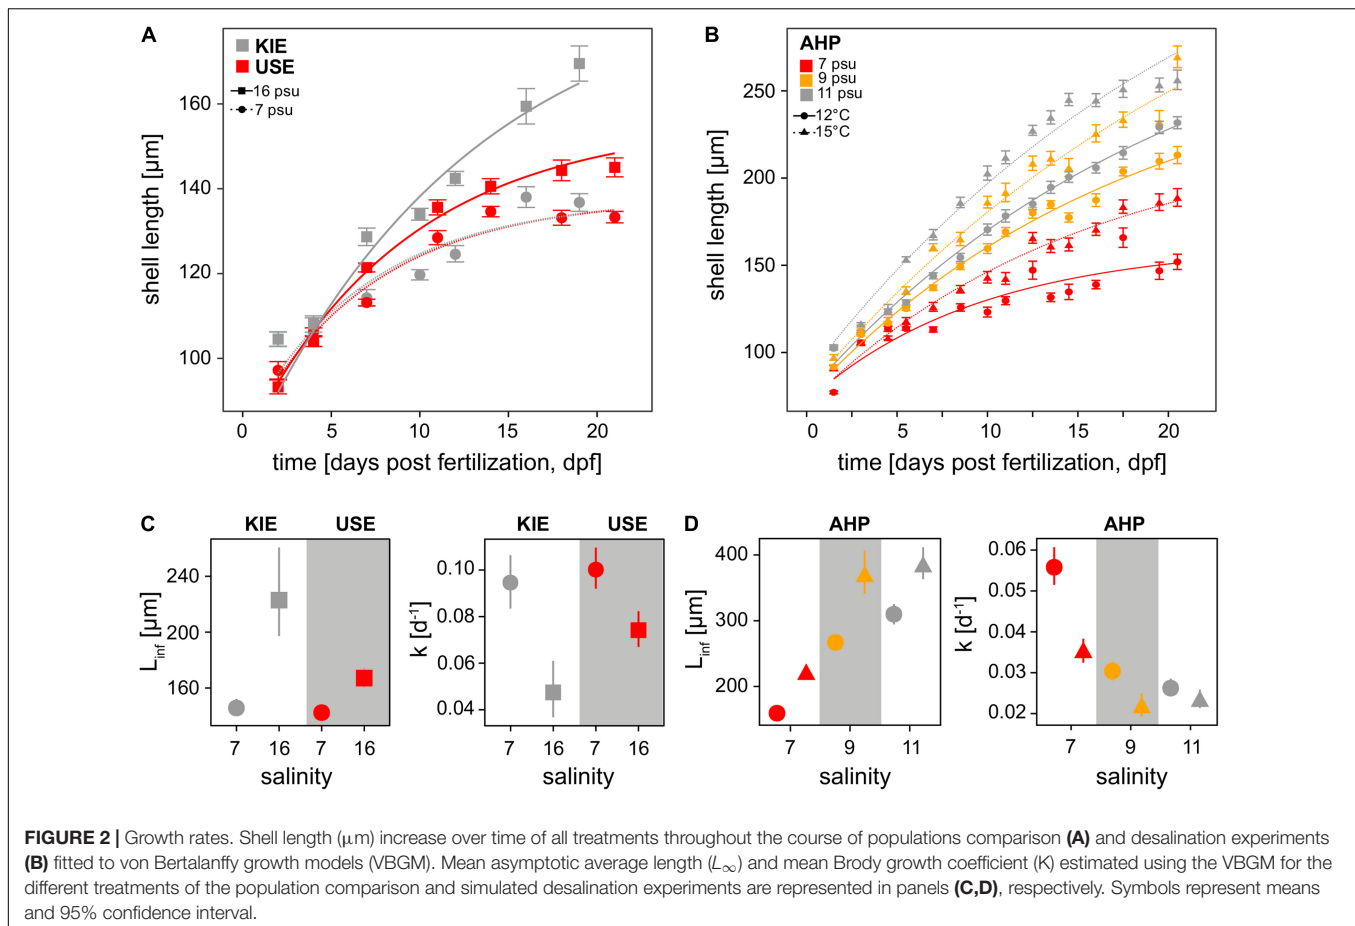 A
KIE
USE
16 psu
7 psu
160
140
120
100
shell length [µm]
0
5
10
15
20
time [days post fertilization, dpf]
B
AHP
7 psu
9 psu
11 psu
12°C
15°C
250
200
150
100
shell length [µm]
0
5
10
15
20
time [days post fertilization, dpf]
C
KIE USE
240
200
160
Linf [µm]
7 16 7 16
salinity
KIE USE
0.10
0.08
0.06
0.04
k [d-1]
7 16 7 16
salinity
D
AHP
400
300
200
Linf [µm]
7 9 11
salinity
AHP
0.06
0.05
0.04
0.03
0.02
k [d-1]
7 9 11
salinity
FIGURE 2 | Growth rates. Shell length (µm) increase over time of all treatments throughout the course of populations comparison (A) and desalination experiments
(B) fitted to von Bertalanffy growth models (VBGM). Mean asymptotic average length (L∞) and mean Brody growth coefficient (K) estimated using the VBGM for the
different treatments of the population comparison and simulated desalination experiments are represented in panels (C,D), respectively. Symbols represent means
and 95% confidence interval.